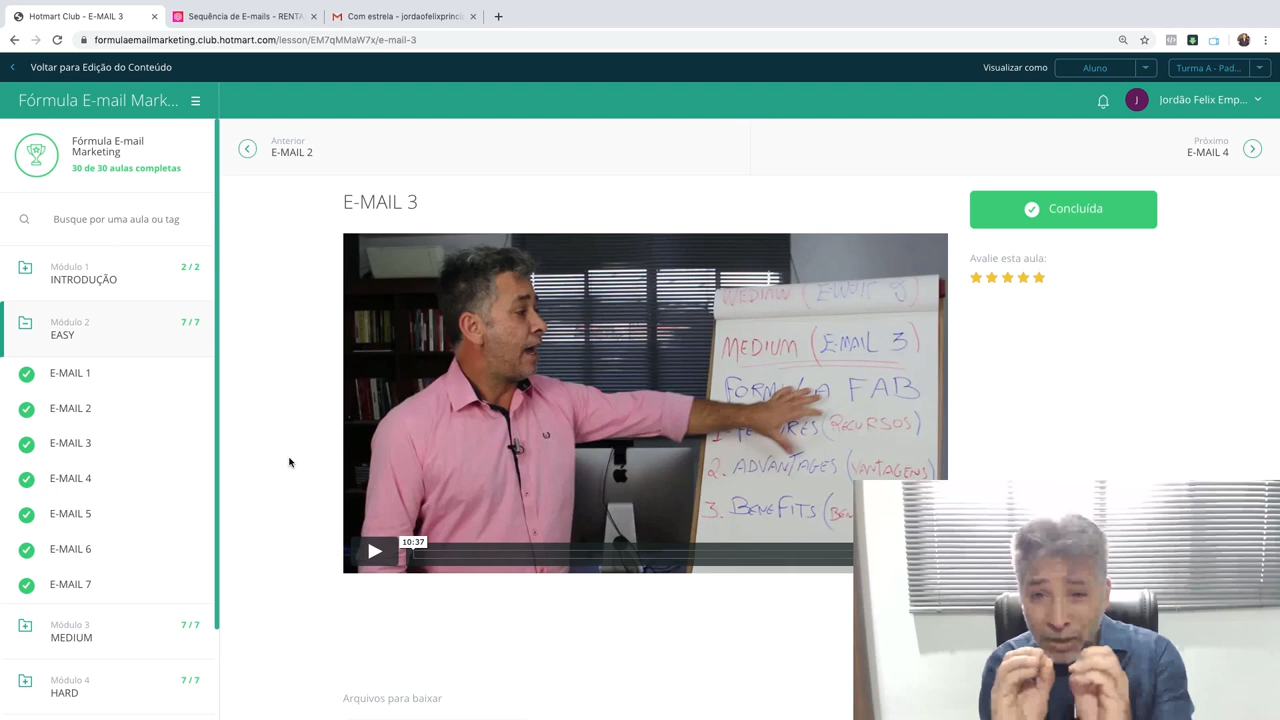 Hotmart Club - E-MAIL 3
Sequência de E-mails - RENTA
Com estrela - jordaofelixprinci
formulaemailmarketing.club.hotmart.com/lesson/EM7qMMaW7x/e-mail-3
Voltar para Edição do Conteúdo
Visualizar como
Aluno
Turma A - Pad...
Fórmula E-mail Mark...
J
Jordão Felix Emp...
Fórmula E-mail
Marketing
30 de 30 aulas completas
Anterior
E-MAIL 2
Próximo
E-MAIL 4
Busque por uma aula ou tag
E-MAIL 3
Concluída
Avalie esta aula:
Módulo 1
INTRODUÇÃO
2 / 2
Módulo 2
EASY
7 / 7
E-MAIL 1
E-MAIL 2
E-MAIL 3
E-MAIL 4
E-MAIL 5
E-MAIL 6
E-MAIL 7
Módulo 3
MEDIUM
7 / 7
Módulo 4
HARD
7 / 7
MEDIUM (E-MAIL 3)
FORMULA FAB
1. (RECURSOS)
2. ADVANTAGES (VANTAGENS)
3. BENEFITS
10:37
Arquivos para baixar